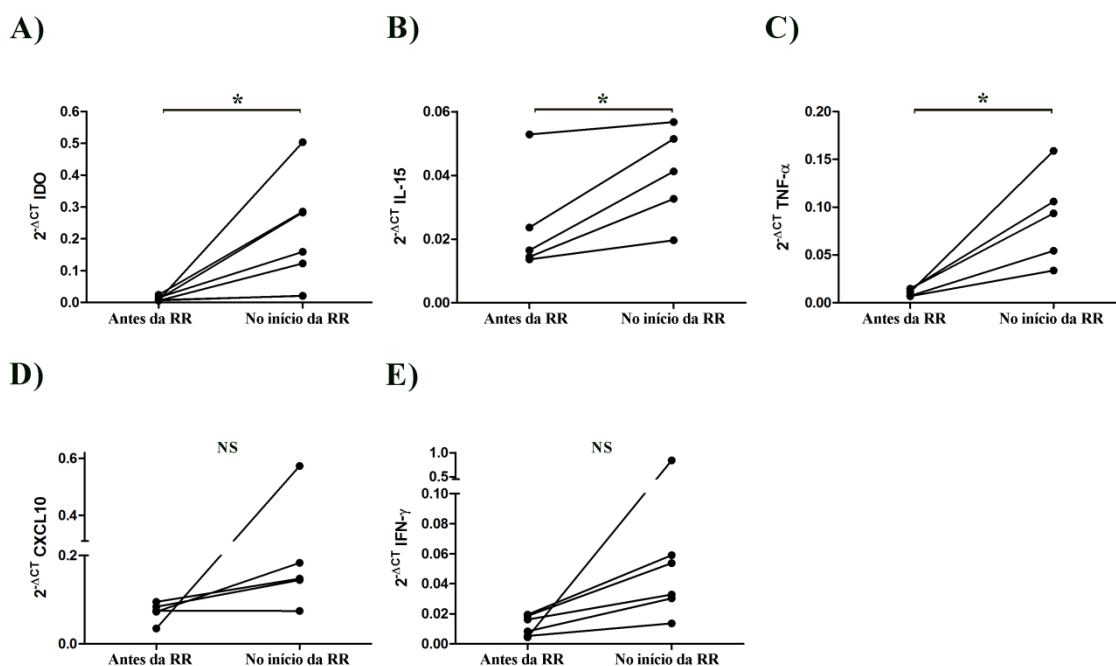 A)
B)
C)
*
*
*
2^-ΔCT IDO
0.6
0.5
0.4
0.3
0.2
0.1
0.0
Antes da RR
No início da RR
2^-ΔCT IL-15
0.06
0.04
0.02
0.00
Antes da RR
No início da RR
2^-ΔCT TNF-α
0.20
0.15
0.10
0.05
0.00
Antes da RR
No início da RR
D)
E)
NS
NS
2^-ΔCT CXCL10
0.6
0.4
0.2
0.0
Antes da RR
No início da RR
2^-ΔCT IFN-γ
1.0
0.5
0.10
0.08
0.06
0.04
0.02
0.00
Antes da RR
No início da RR